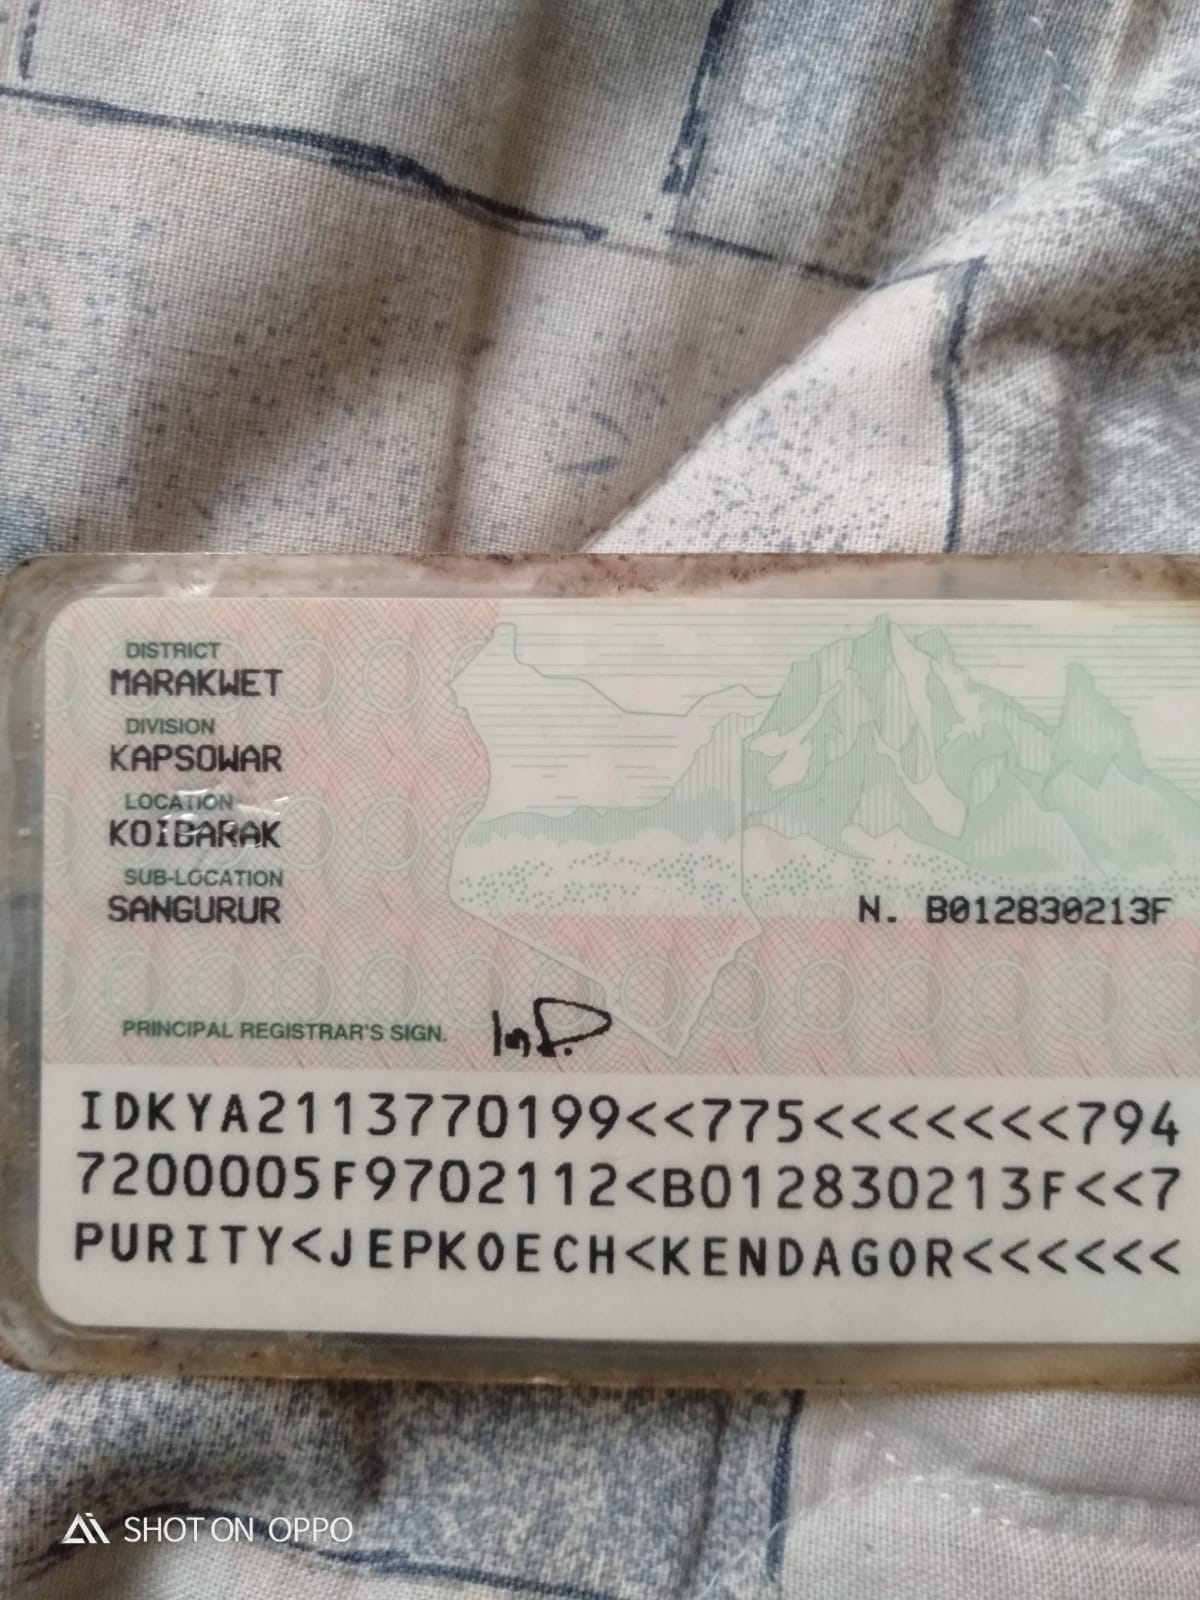 DISTRICT
MARAKWET
DIVISION
KAPSOWAR
LOCATION
KOIBARAK
SUB-LOCATION
SANGURUR
N. B012830213F
PRINCIPAL REGISTRAR'S SIGN.
IDKYA2113770199<<775<<<<<<<794
7200005F9702112<B012830213F<<7
PURITY<JEPKOECH<KENDAGOR<<<<<<
SHOT ON OPPO